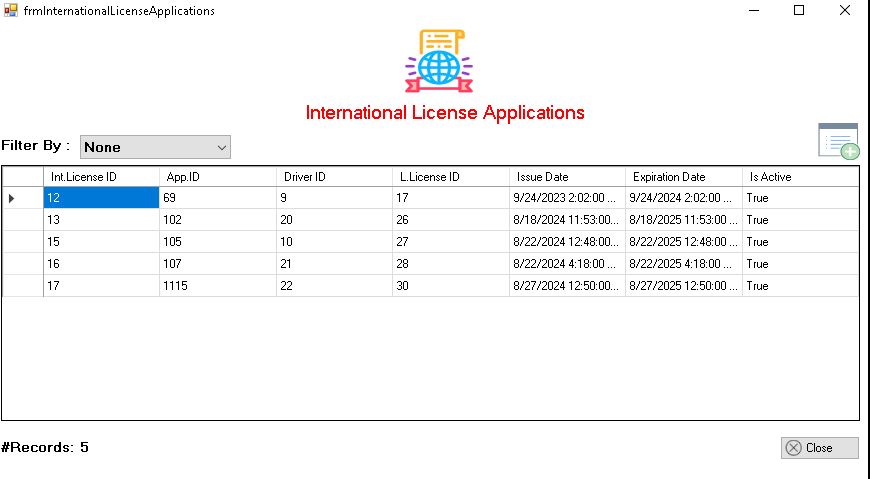 frmInternationalLicenseApplications
International License Applications
Filter By : None
Int.License ID App.ID Driver ID L.License ID Issue Date Expiration Date Is Active
12 69 9 17 9/24/2023 2:02:00 ... 9/24/2024 2:02:00 ... True
13 102 20 26 8/18/2024 11:53:00... 8/18/2025 11:53:00 ... True
15 105 10 27 8/22/2024 12:48:00... 8/22/2025 12:48:00 ... True
16 107 21 28 8/22/2024 4:18:00 ... 8/22/2025 4:18:00 ... True
17 1115 22 30 8/27/2024 12:50:00... 8/27/2025 12:50:00 ... True
#Records: 5
Close